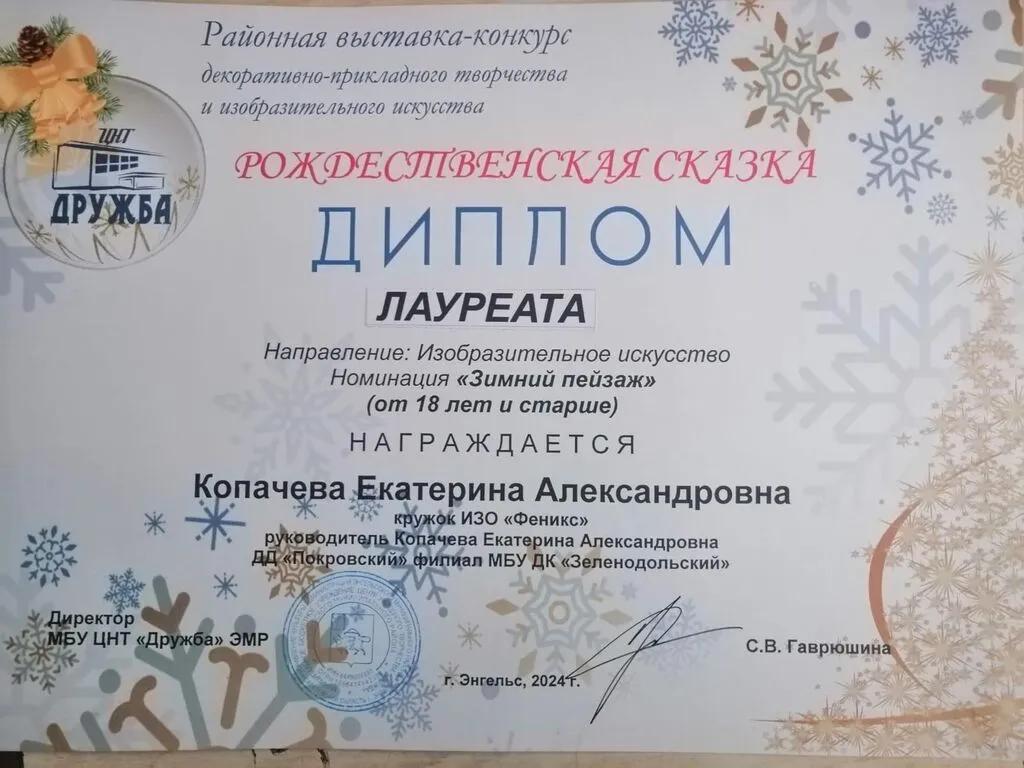 Районная выставка-конкурс
декоративно-прикладного творчества
и изобразительного искусства
ЦНТ
ДРУЖБА
РОЖДЕСТВЕНСКАЯ СКАЗКА
ДИПЛОМ
ЛАУРЕАТА
Направление: Изобразительное искусство
Номинация «Зимний пейзаж»
(от 18 лет и старше)
НАГРАЖДАЕТСЯ
Копачева Екатерина Александровна
кружок ИЗО «Феникс»
руководитель Копачева Екатерина Александровна
ДД «Покровский» филиал МБУ ДК «Зеленодольский»
Директор
МБУ ЦНТ «Дружба» ЭМР
С.В. Гаврюшина
г. Энгельс, 2024 г.